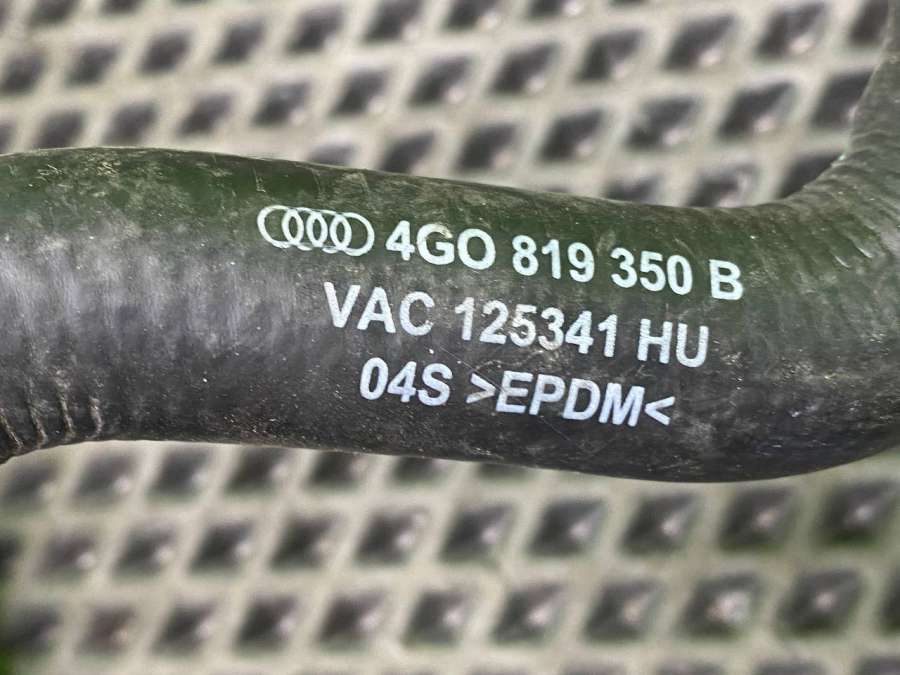 4GO 819 350 B
VAC 125341 HU
04S >EPDM<